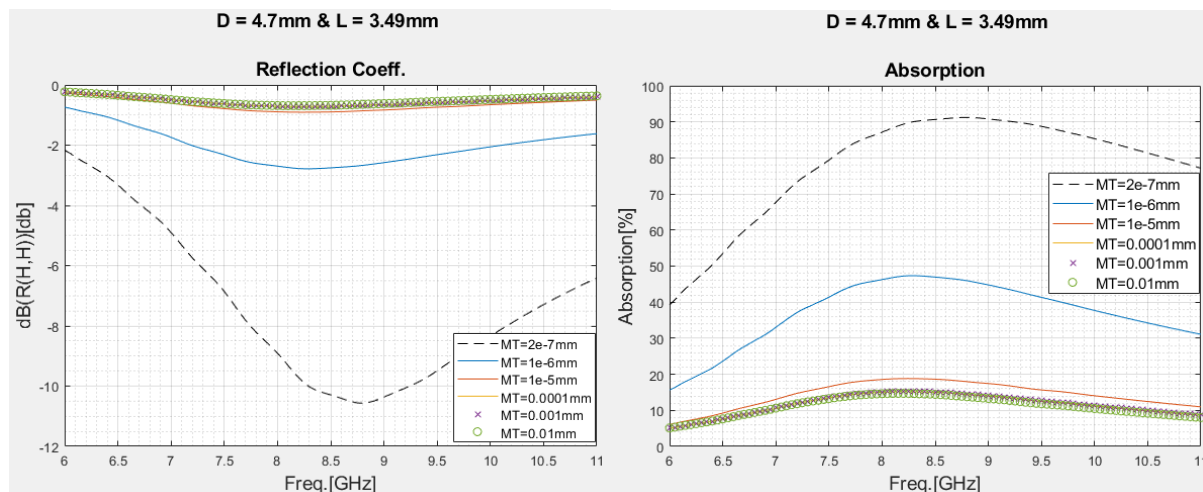 D = 4.7mm & L = 3.49mm
Reflection Coeff.
0
-2
-4
-6
-8
-10
-12
dB(R(H,H))[db]
6
6.5
7
7.5
8
8.5
9
9.5
10
10.5
11
Freq.[GHz]
MT=2e-7mm
MT=1e-6mm
MT=1e-5mm
MT=0.0001mm
MT=0.001mm
MT=0.01mm
D = 4.7mm & L = 3.49mm
Absorption
100
90
80
70
60
50
40
30
20
10
0
Absorption[%]
6
6.5
7
7.5
8
8.5
9
9.5
10
10.5
11
Freq.[GHz]
MT=2e-7mm
MT=1e-6mm
MT=1e-5mm
MT=0.0001mm
MT=0.001mm
MT=0.01mm